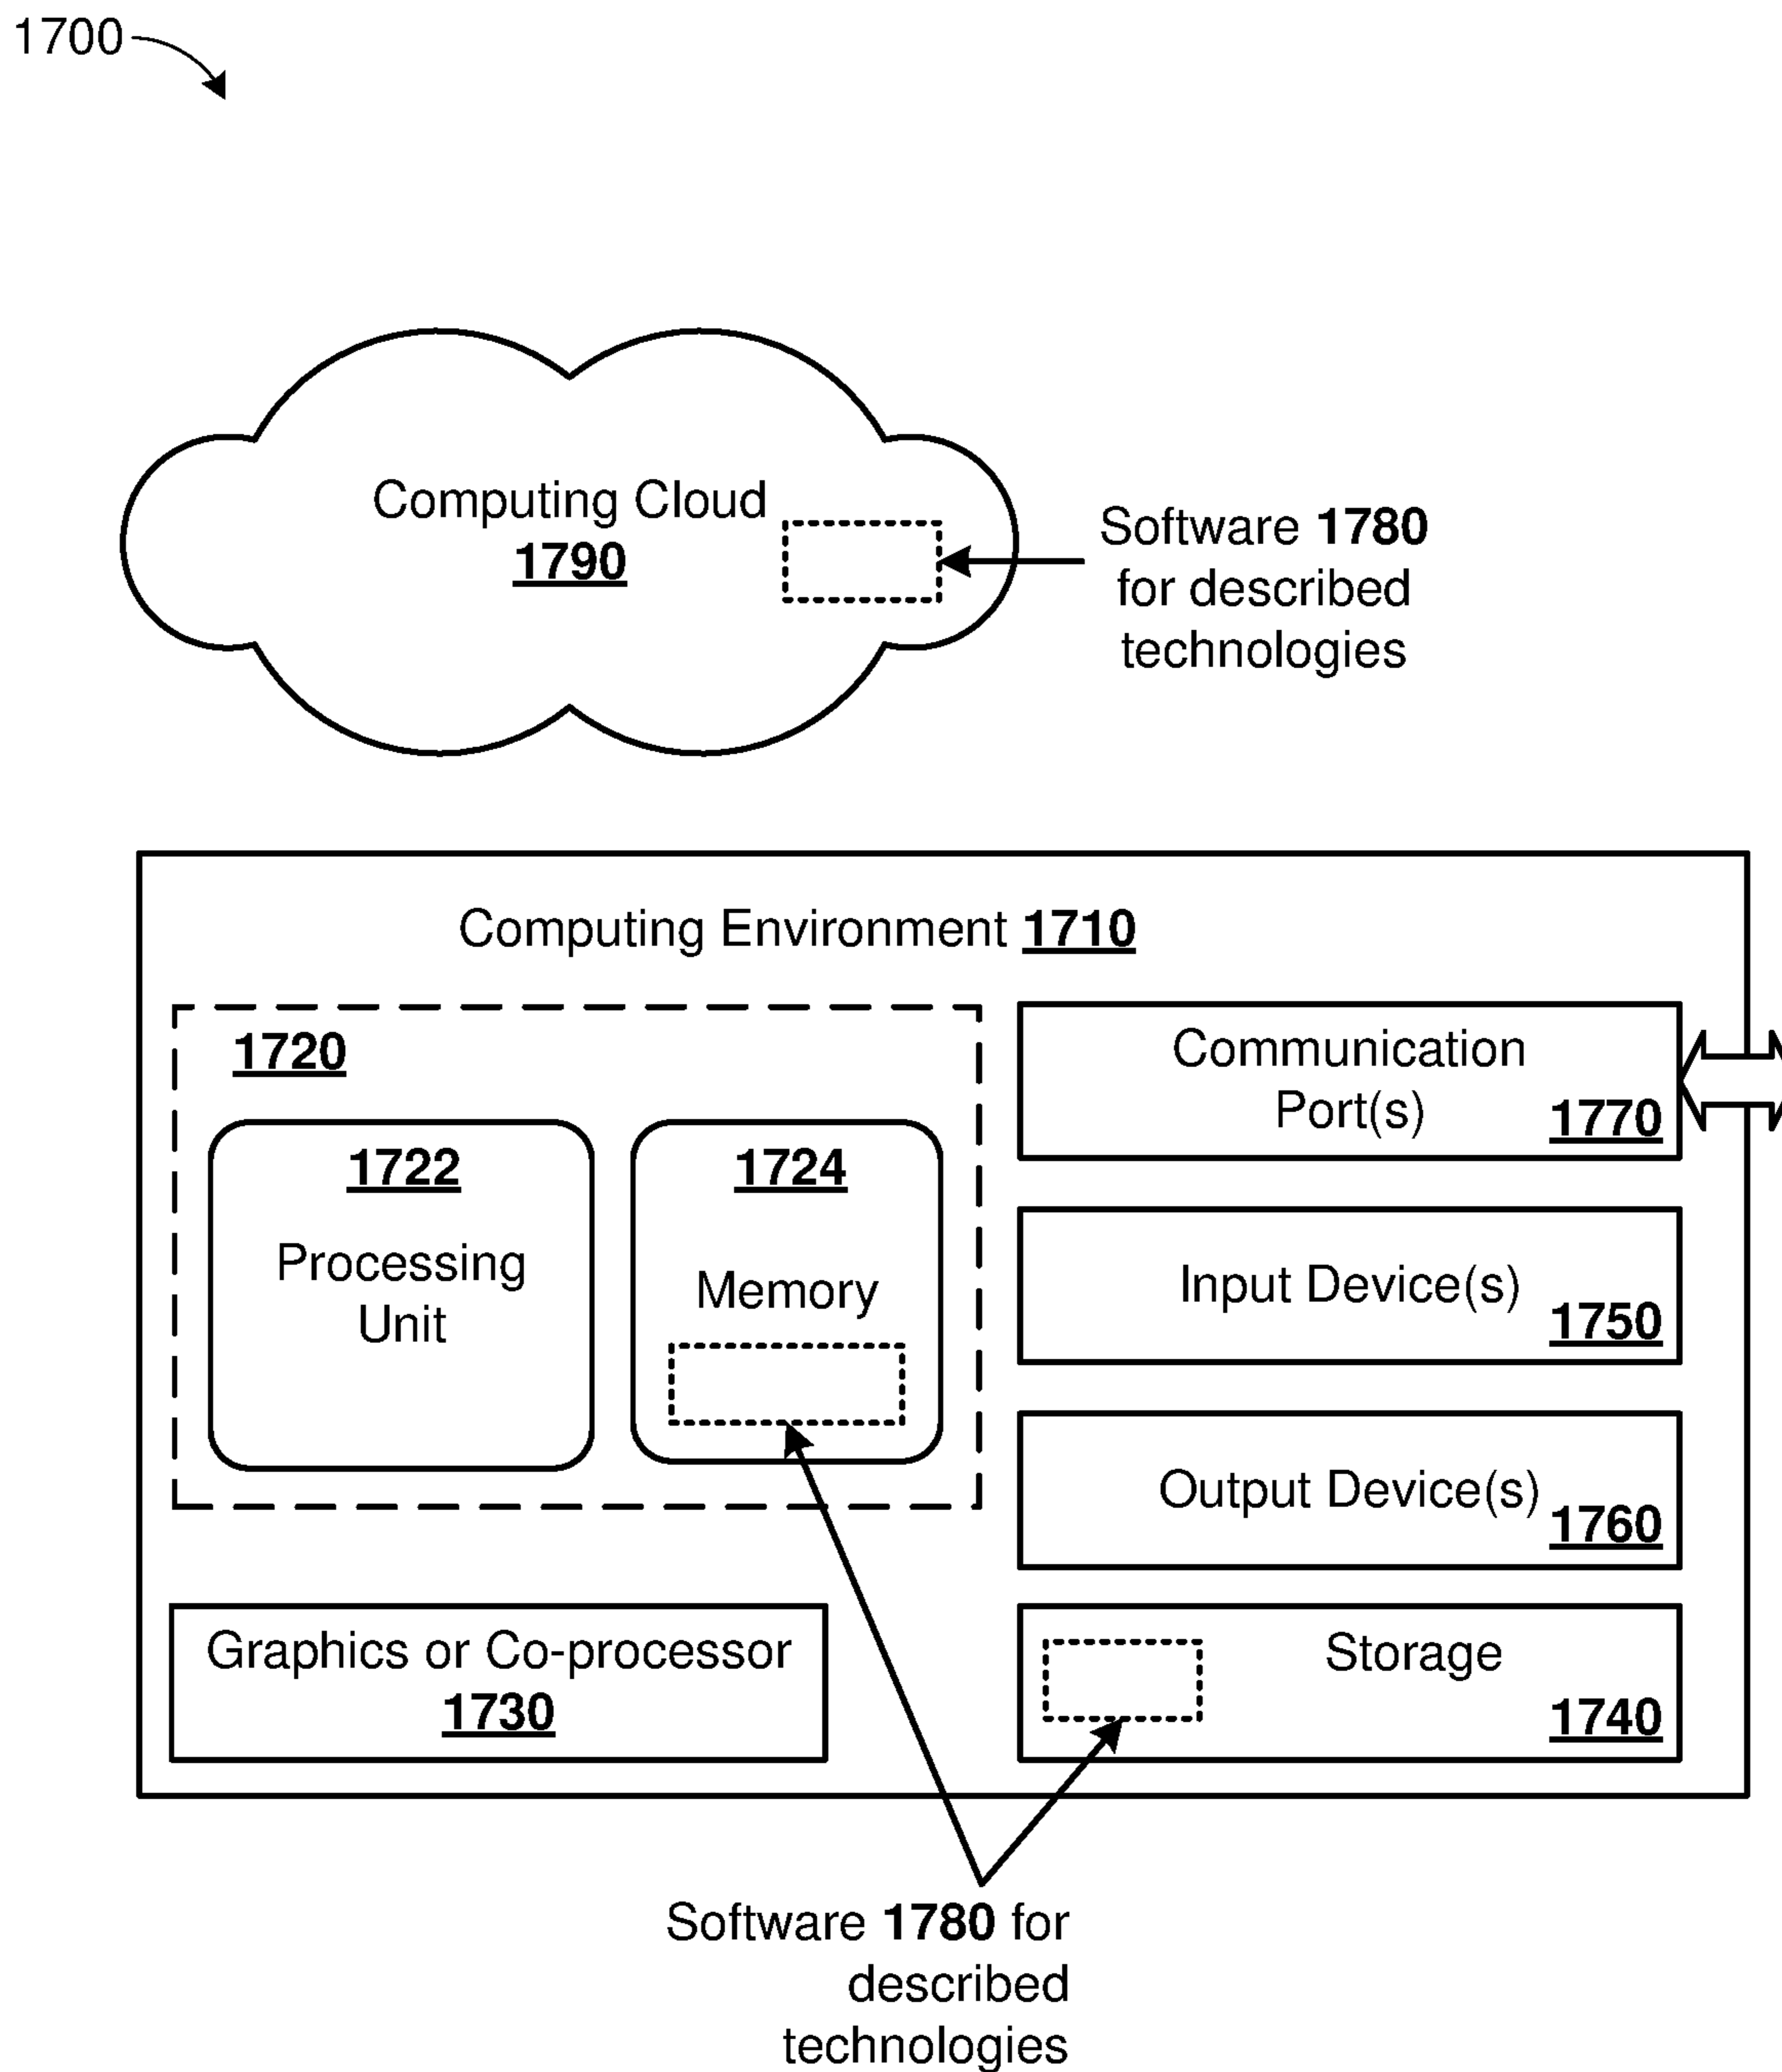 1700
Computing Cloud
1790
Software 1780
for described
technologies
Computing Environment 1710
1720
1722
Processing
Unit
1724
Memory
Communication
Port(s)
1770
Input Device(s)
1750
Output Device(s)
1760
Graphics or Co-processor
1730
Storage
1740
Software 1780 for
described
technologies